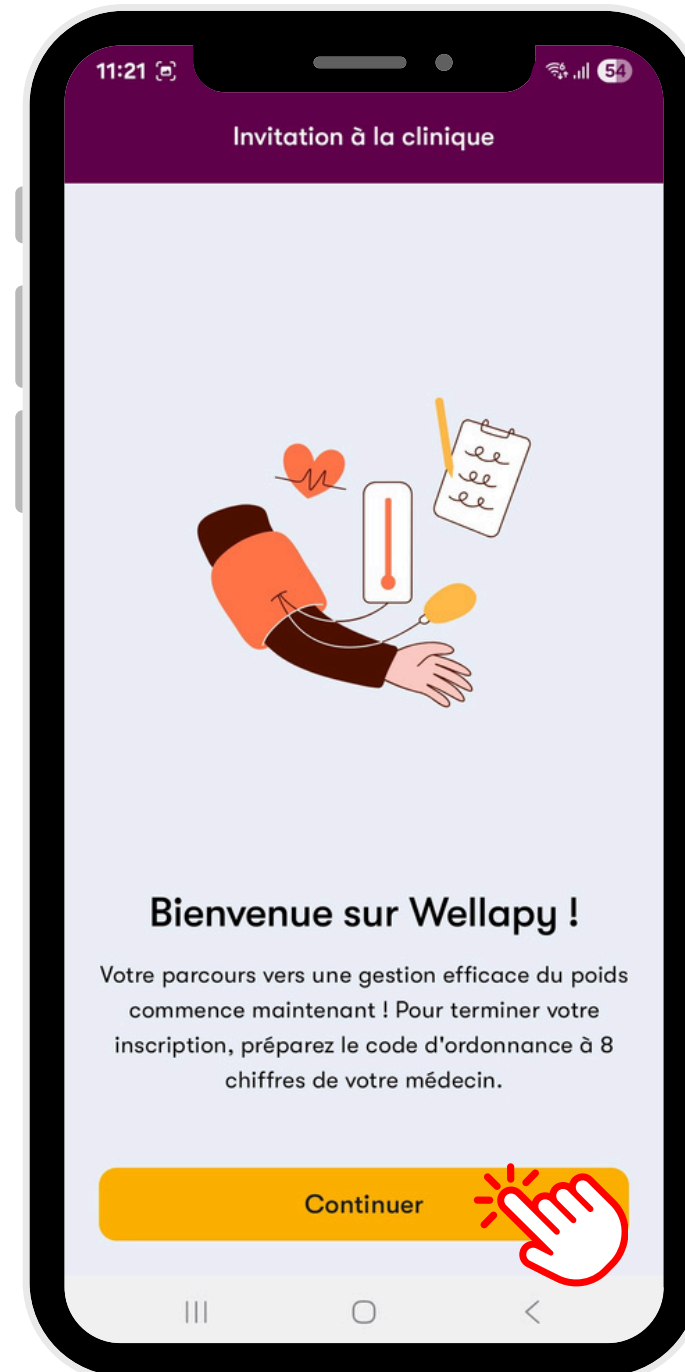 11:21
54
Invitation à la clinique
Bienvenue sur Wellapy !
Votre parcours vers une gestion efficace du poids
commence maintenant ! Pour terminer votre
inscription, préparez le code d'ordonnance à 8
chiffres de votre médecin.
Continuer